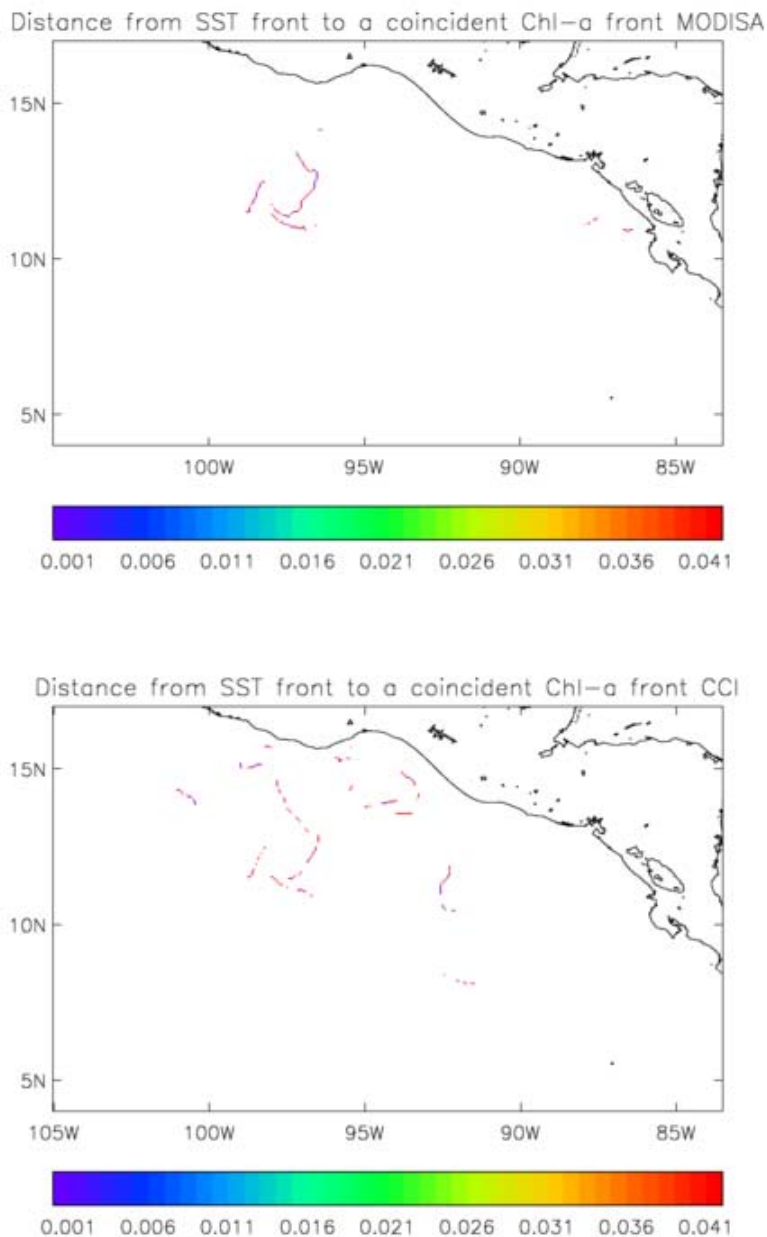 Distance from SST front to a coincident Chl-a front MODISA
15N
10N
5N
100W 95W 90W 85W
0.001 0.006 0.011 0.016 0.021 0.026 0.031 0.036 0.041
Distance from SST front to a coincident Chl-a front CCI
15N
10N
5N
105W 100W 95W 90W 85W
0.001 0.006 0.011 0.016 0.021 0.026 0.031 0.036 0.041